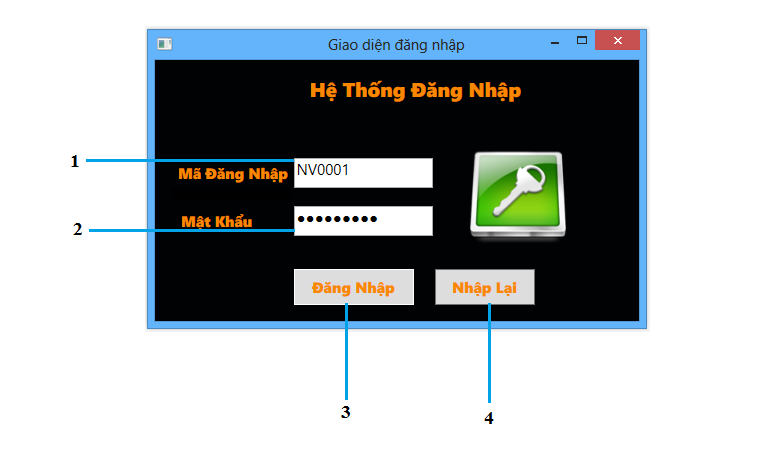 Giao diện đăng nhập
Hệ Thống Đăng Nhập
1
Mã Đăng Nhập NV0001
Mật Khẩu •••••••••
2
Đăng Nhập Nhập Lại
3
4